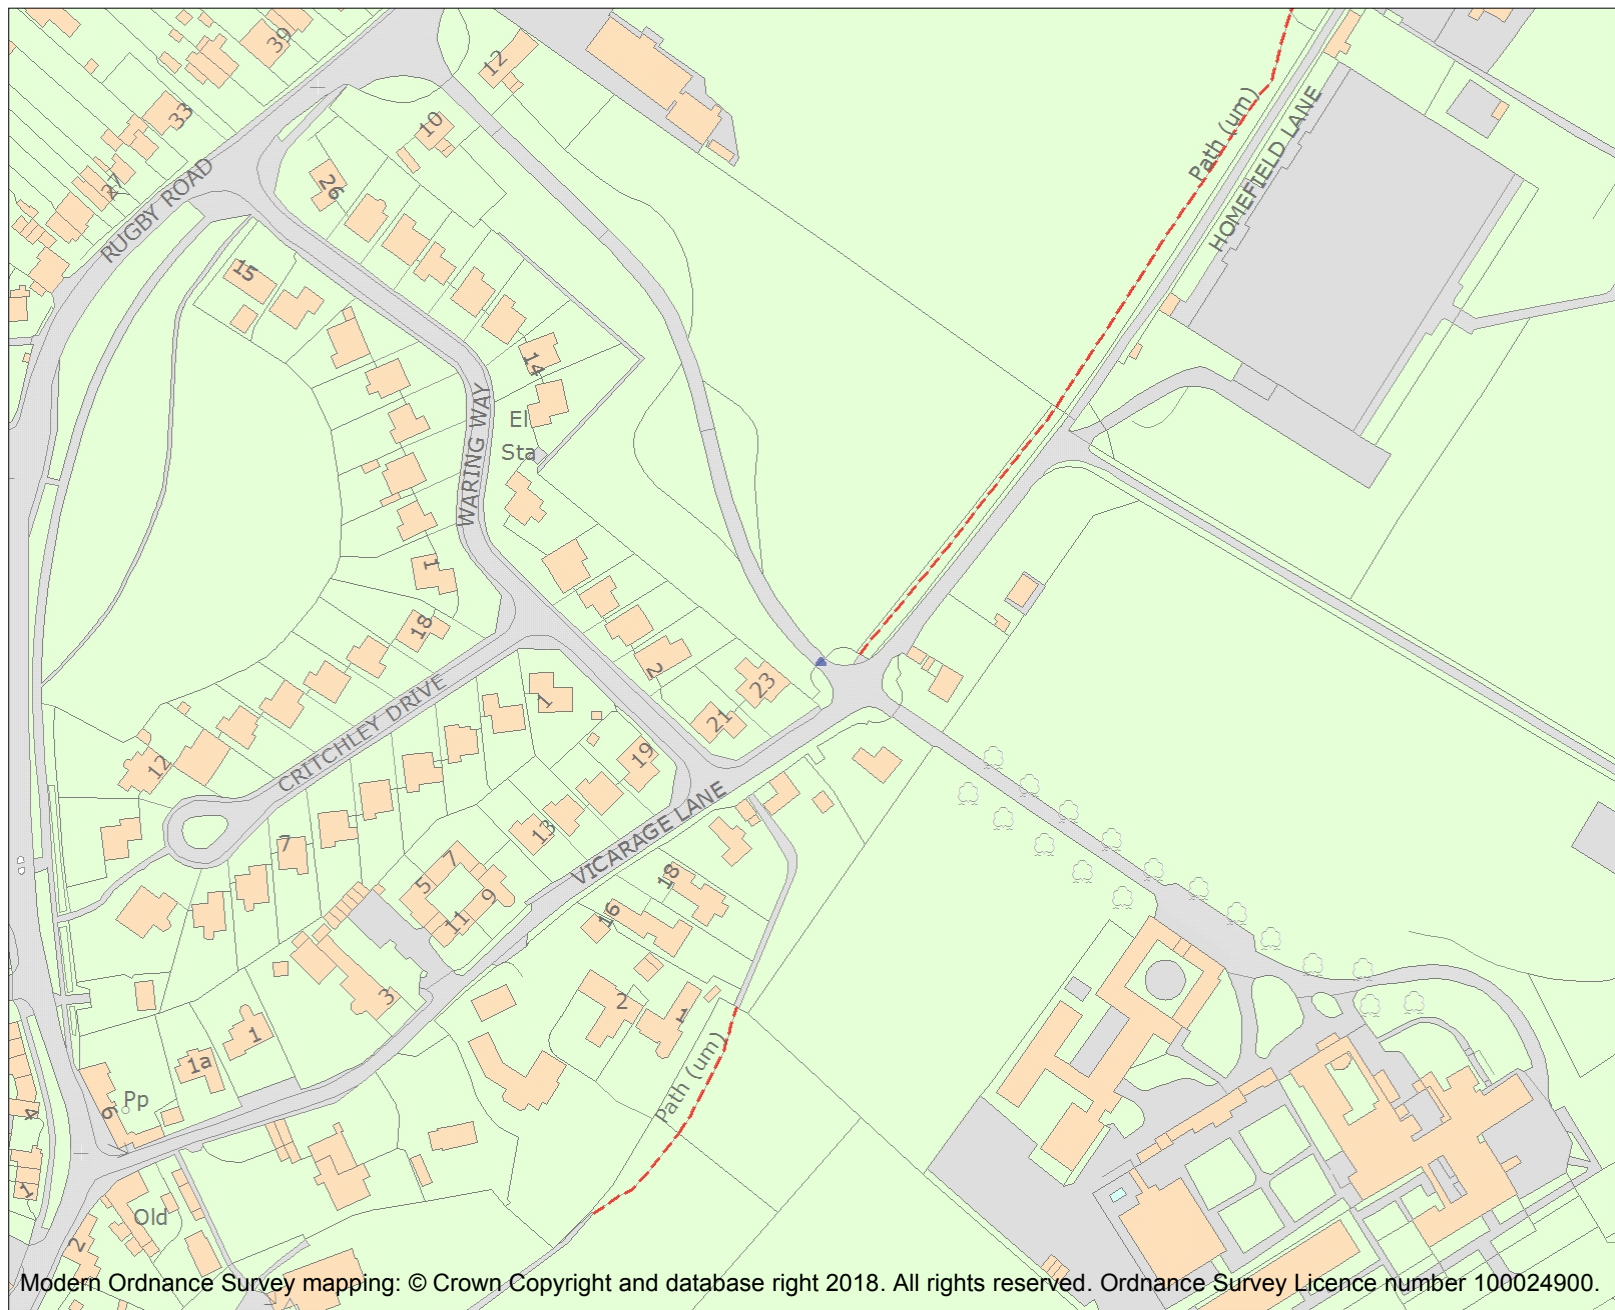 39
12
33
10
Path (um)
HOMEFIELD LANE
27
26
RUGBY ROAD
15
14
WARING WAY
El
Sta
1
18
2
23
21
CRITCHLEY DRIVE
1
19
12
VICARAGE LANE
13
7
7
5
9
11
18
16
3
2
1
1
1a
Path (um)
Pp
6
4
1
Old
2
Modern Ordnance Survey mapping: © Crown Copyright and database right 2018. All rights reserved. Ordnance Survey Licence number 100024900.